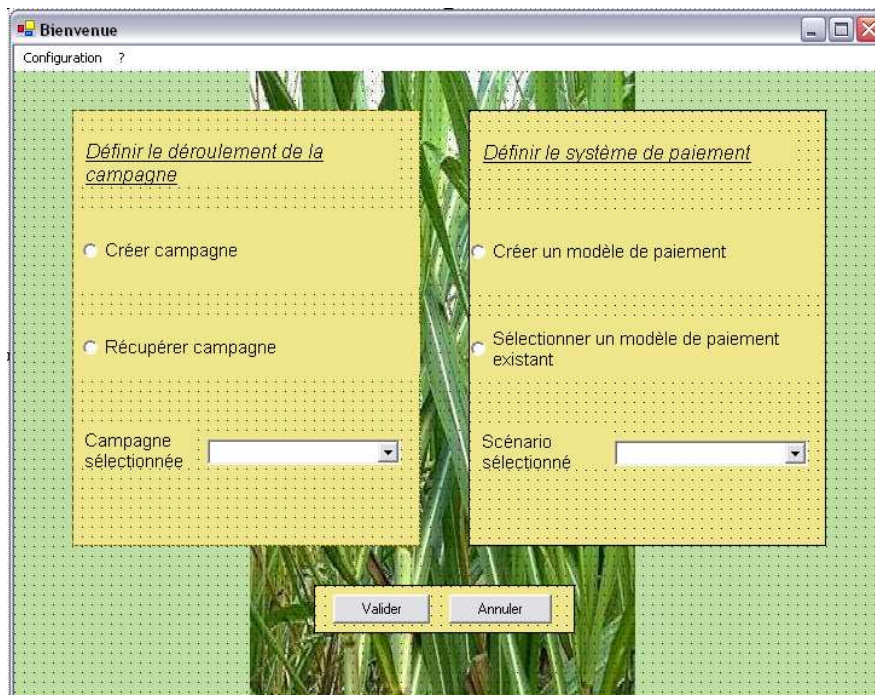 Bienvenue
Configuration ?
Définir le déroulement de la
campagne
Créer campagne
Récupérer campagne
Campagne
sélectionnée
Définir le système de paiement
Créer un modèle de paiement
Sélectionner un modèle de paiement
existant
Scénario
sélectionné
Valider Annuler